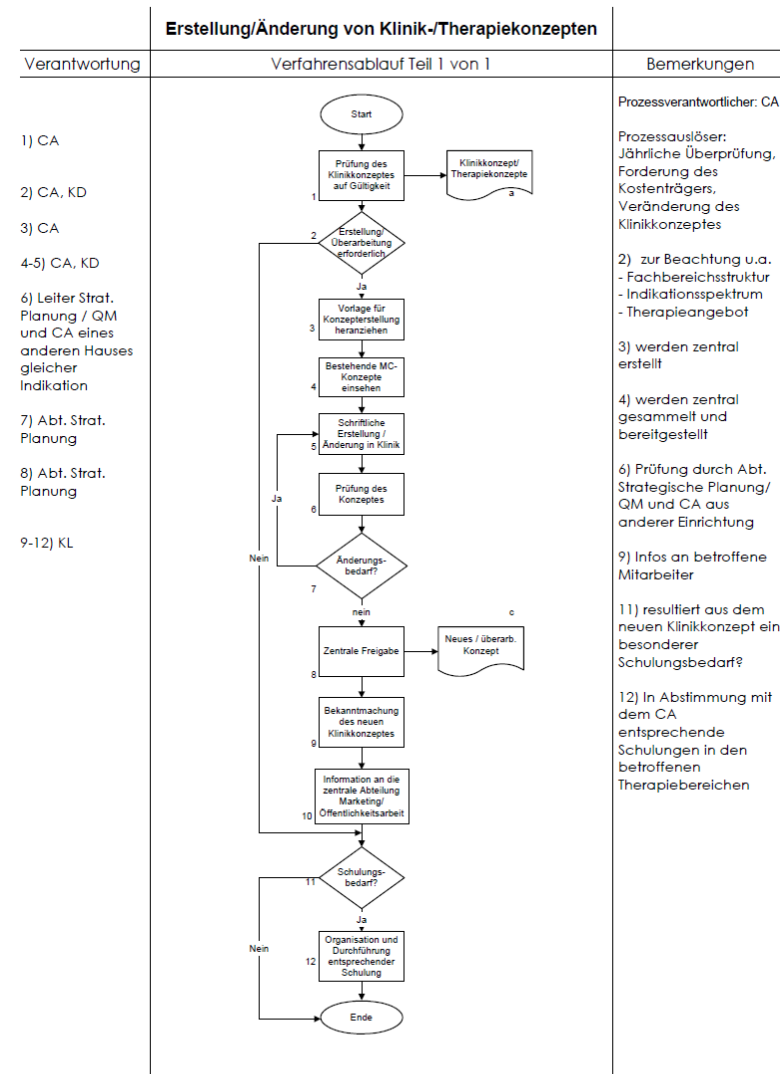 Erstellung/Änderung von Klinik-/Therapiekonzepten
Verantwortung
Verfahrensablauf Teil 1 von 1
Bemerkungen
1) CA
2) CA, KD
3) CA
4-5) CA, KD
6) Leiter Strat.
Planung / QM
und CA eines
anderen Hauses
gleicher
Indikation
7) Abt. Strat.
Planung
8) Abt. Strat.
Planung
9-12) KL
Start
Prüfung des
Klinikkonzeptes
auf Gültigkeit
1
Klinikkonzept/
Therapiekonzepte
a
2
Erstellung/
Überarbeitung
erforderlich
Ja
Vorlage für
Konzepterstellung
heranziehen
3
Bestehende MC-
Konzepte
einsehen
4
Schriftliche
Erstellung /
Änderung in Klinik
5
Prüfung des
Konzeptes
6
Ja
Nein
Änderungs-
bedarf?
7
nein
c
Zentrale Freigabe
8
Neues / überarb.
Konzept
Bekanntmachung
des neuen
Klinikkonzeptes
9
Information an die
zentrale Abteilung
Marketing/
Öffentlichkeitsarbeit
10
Schulungs-
bedarf?
11
Ja
Nein
Organisation und
Durchführung
entsprechender
Schulung
12
Ende
Prozessverantwortlicher: CA
Prozessauslöser:
Jährliche Überprüfung,
Forderung des
Kostenträgers,
Veränderung des
Klinikkonzeptes
2) zur Beachtung u.a.
- Fachbereichsstruktur
- Indikationsspektrum
- Therapieangebot
3) werden zentral
erstellt
4) werden zentral
gesammelt und
bereitgestellt
6) Prüfung durch Abt.
Strategische Planung/
QM und CA aus
anderer Einrichtung
9) Infos an betroffene
Mitarbeiter
11) resultiert aus dem
neuen Klinikkonzept ein
besonderer
Schulungsbedarf?
12) In Abstimmung mit
dem CA
entsprechende
Schulungen in den
betroffenen
Therapiebereichen